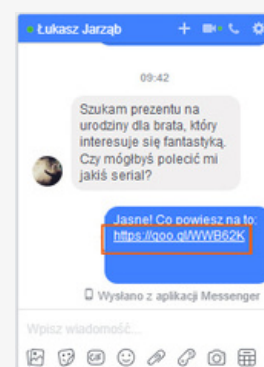 Łukasz Jarząb
09:42
Szukam prezentu na
urodziny dla brata, który
interesuje się fantastyką.
Czy mógłbyś polecić mi
jakiś serial?
Jasne! Co powiesz na to:
https://goo.gl/WWB62K
Wysłano z aplikacji Messenger
Wpisz wiadomość...
GIF